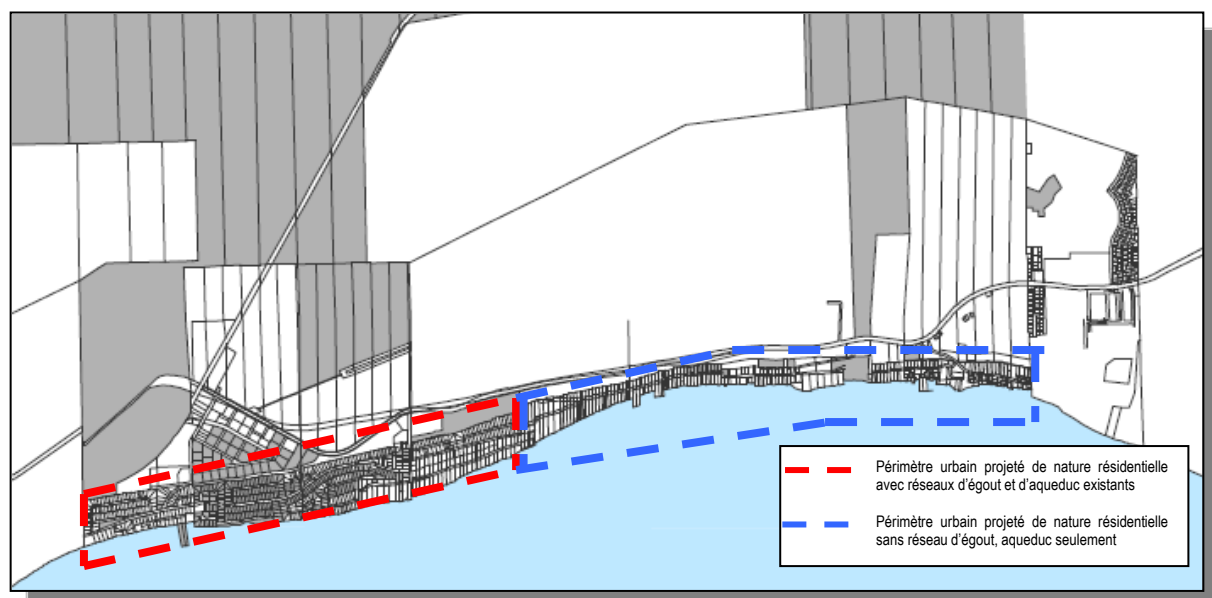 Périmètre urbain projeté de nature résidentielle
avec réseaux d'égout et d'aqueduc existants
Périmètre urbain projeté de nature résidentielle
sans réseau d'égout, aqueduc seulement